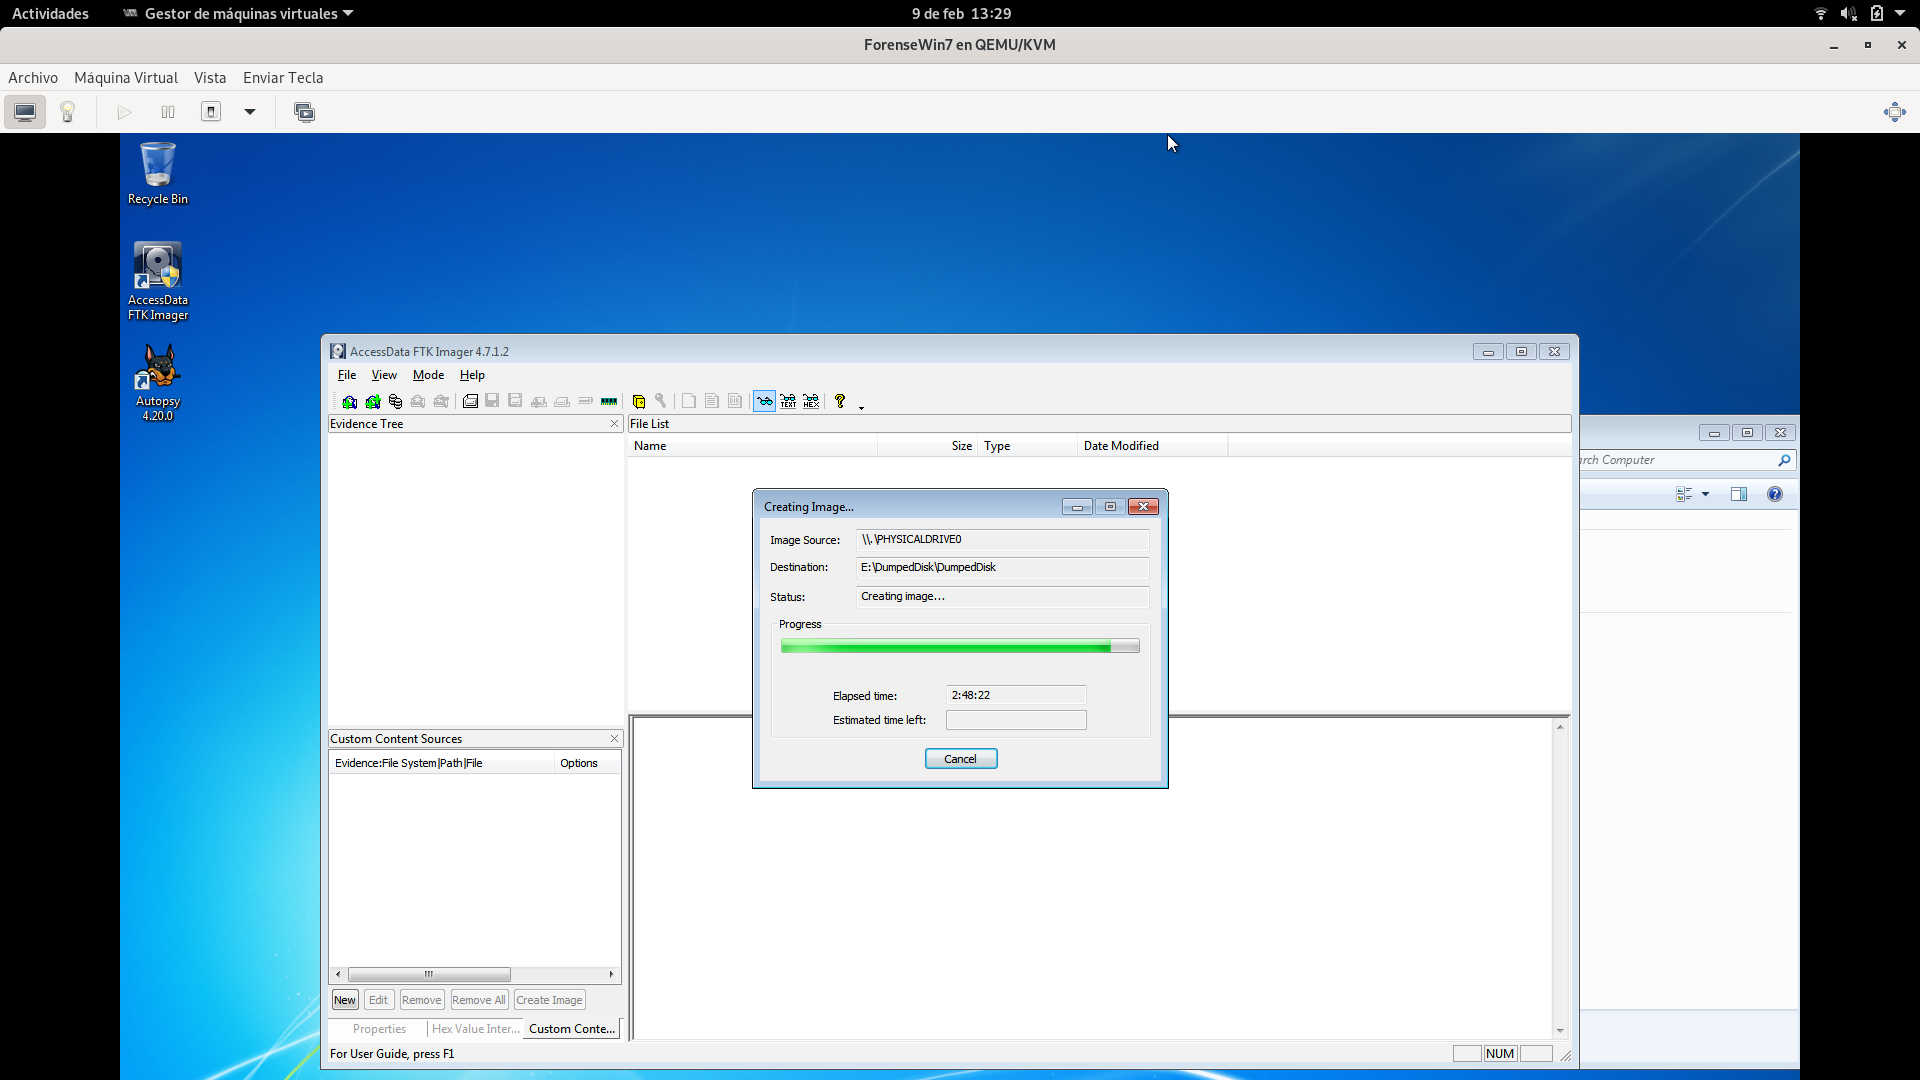 Actividades
Gestor de máquinas virtuales
9 de feb 13:29
ForenseWin7 en QEMU/KVM
Archivo Máquina Virtual Vista Enviar Tecla
Recycle Bin
AccessData
FTK Imager
Autopsy
4.20.0
AccessData FTK Imager 4.7.1.2
File View Mode Help
TEXT
HEX
Evidence Tree
File List
Name Size Type Date Modified
Computer
Creating Image...
Image Source: \\.\PHYSICALDRIVE0
Destination: E:\DumpedDisk\DumpedDisk
Status: Creating image...
Progress
Elapsed time: 2:48:22
Estimated time left:
Cancel
Custom Content Sources
Evidence:File System|Path|File Options
New Edit Remove Remove All Create Image
Properties Hex Value Inter... Custom Conte...
For User Guide, press F1
NUM